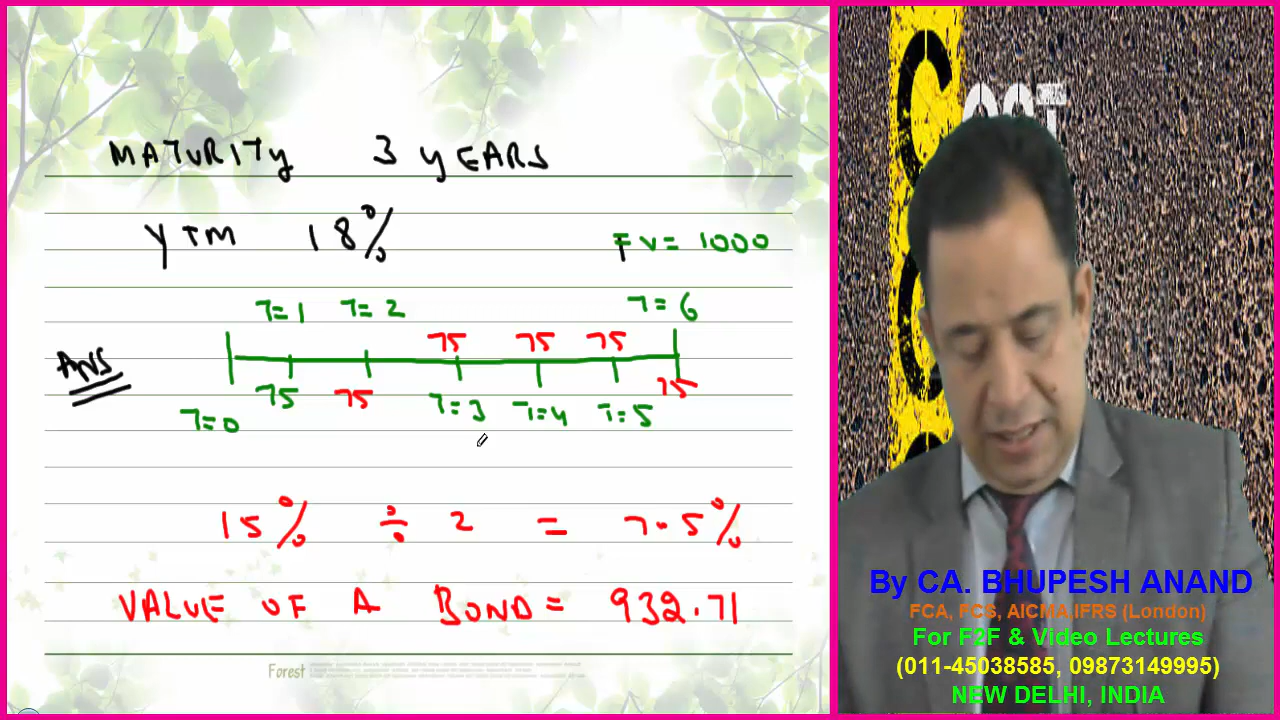 MATURITY 3 YEARS
YTM 18%
FV = 1000
T=1 T=2 T=6
75 75 75
Ans
75 75 75
T=0 T=3 T=4 T=5
15% ÷ 2 = 7.5%
VALUE OF A BOND = 932.71
Forest
By CA. BHUPESH ANAND
FCA, PCS, AICMA,IFRS (London)
For F2F & Video Lectures
(011-45038585, 09873149995)
NEW DELHI, INDIA